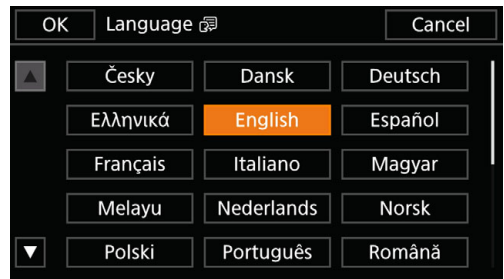 OK Language Cancel
Česky Dansk Deutsch
Ελληνικά English Español
Français Italiano Magyar
Melayu Nederlands Norsk
Polski Português Română